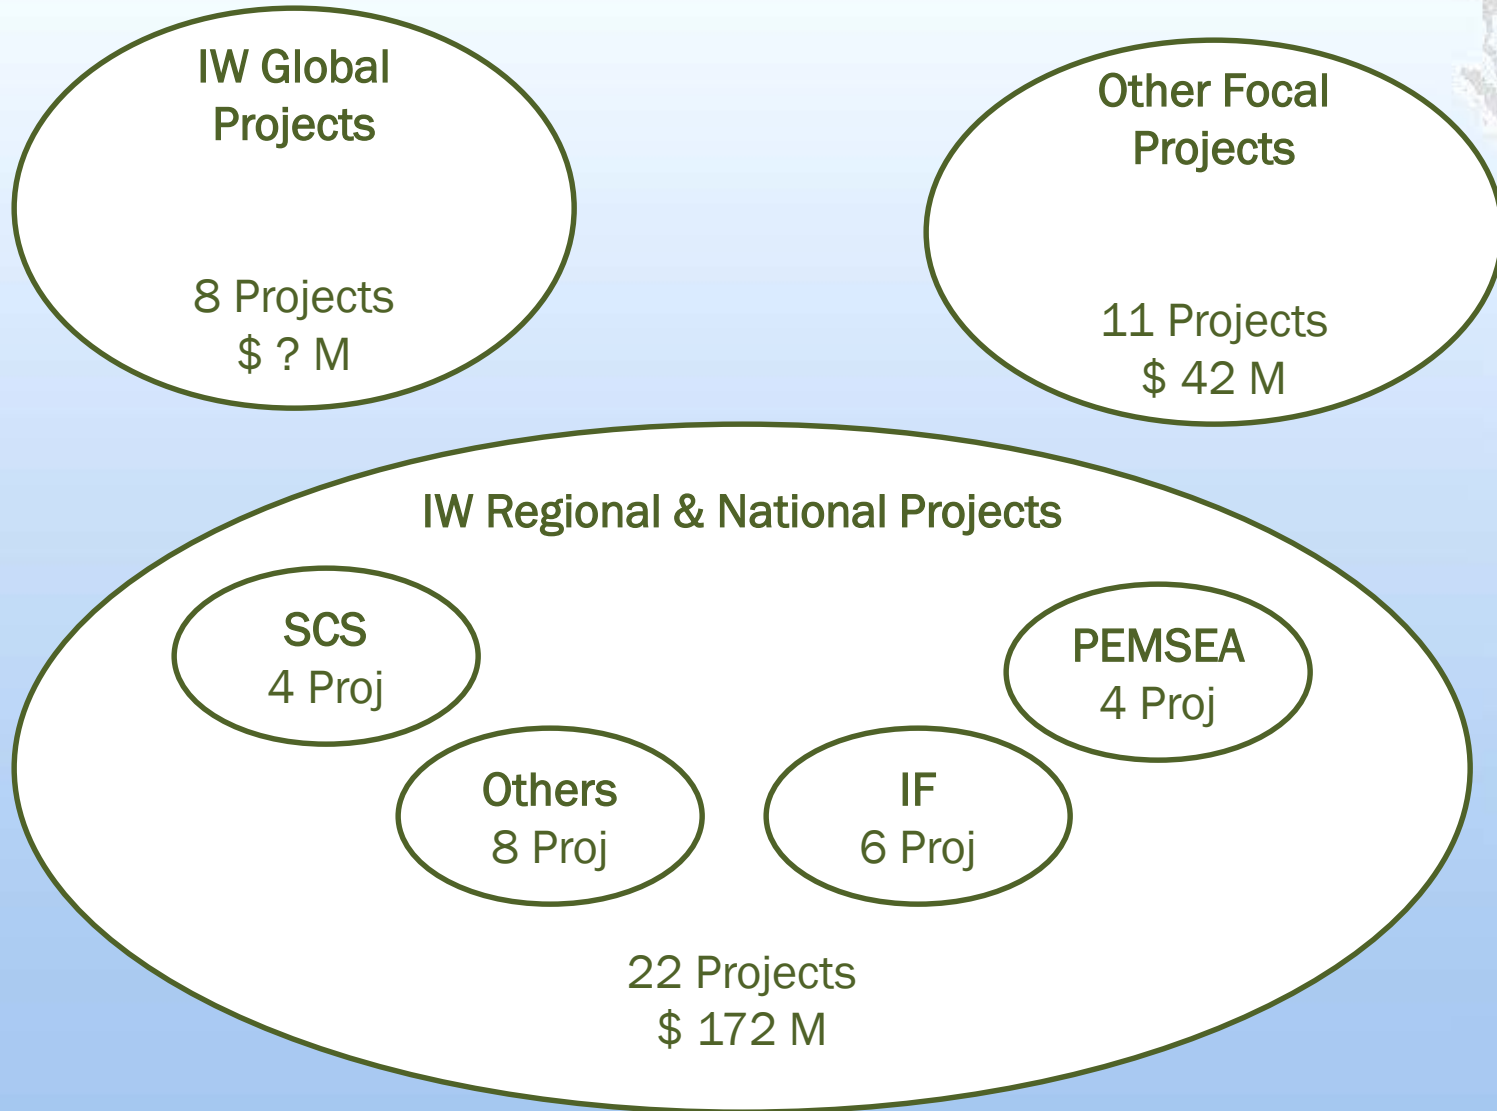 IW Global
Projects
8 Projects
$ ? M
Other Focal
Projects
11 Projects
$ 42 M
IW Regional & National Projects
SCS
4 Proj
PEMSEA
4 Proj
Others
8 Proj
IF
6 Proj
22 Projects
$ 172 M